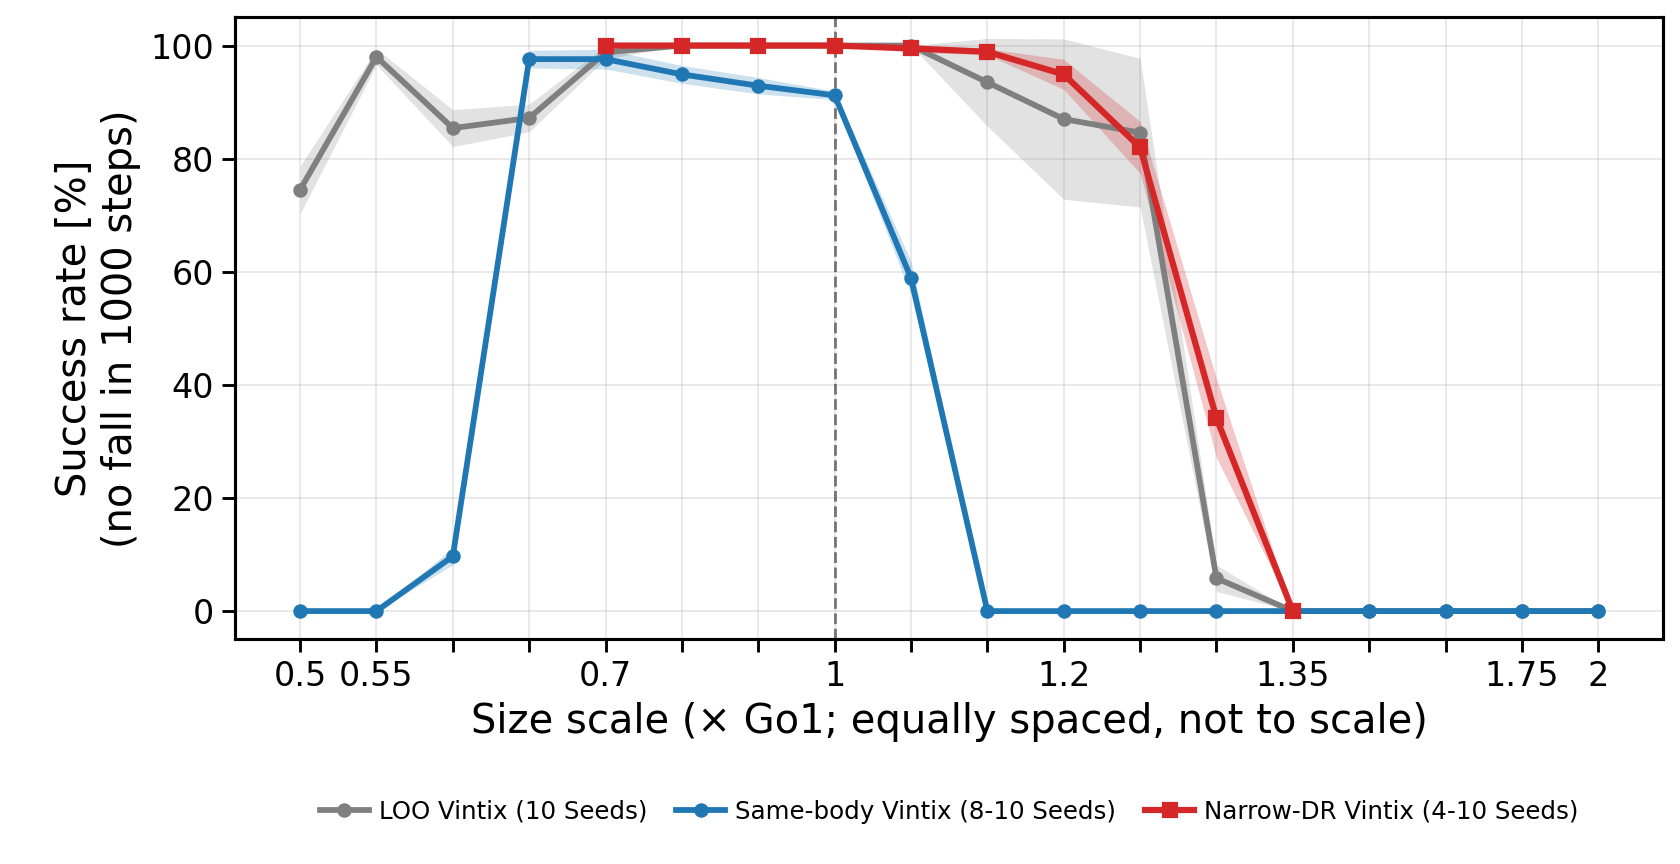 100
80
60
40
20
0
Success rate [%]
(no fall in 1000 steps)
0.5 0.55 0.7 1 1.2 1.35 1.75 2
Size scale (× Go1; equally spaced, not to scale)
LOO Vintix (10 Seeds) Same-body Vintix (8-10 Seeds) Narrow-DR Vintix (4-10 Seeds)